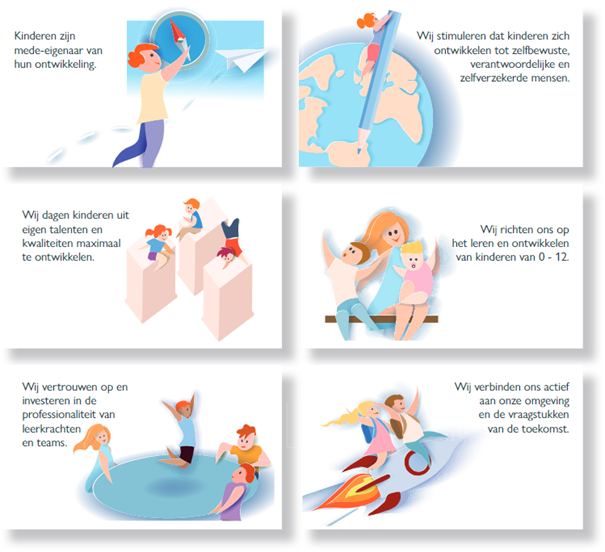 Kinderen zijn
mede-eigenaar van
hun ontwikkeling.
Wij stimuleren dat kinderen zich
ontwikkelen tot zelfbewuste,
verantwoordelijke en
zelfverzekerde mensen.
Wij dagen kinderen uit
eigen talenten en
kwaliteiten maximaal
te ontwikkelen.
Wij richten ons op
het leren en ontwikkelen
van kinderen van 0 - 12.
Wij vertrouwen op en
investeren in de
professionaliteit van
leerkrachten
en teams.
Wij verbinden ons actief
aan onze omgeving
en de vraagstukken
van de toekomst.